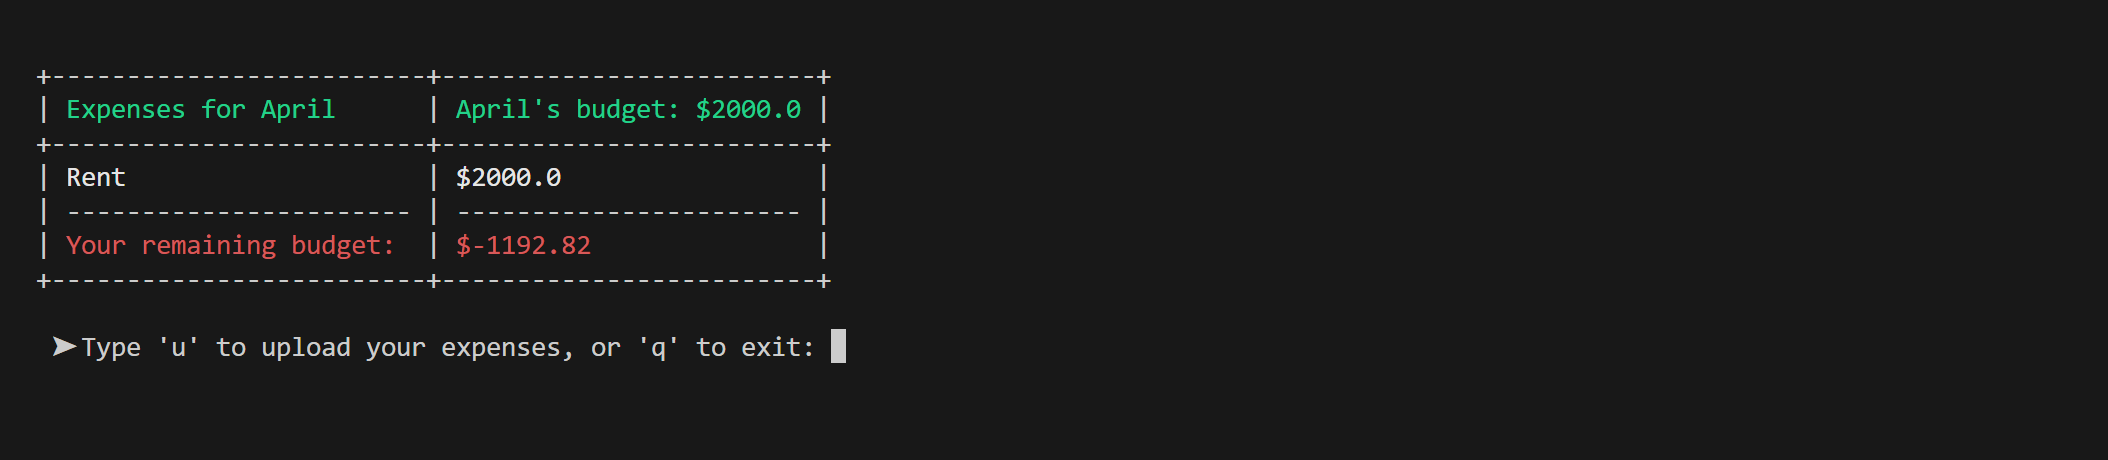 +-------------------------+-------------------------+
| Expenses for April      | April's budget: $2000.0 |
+-------------------------+-------------------------+
| Rent                    | $2000.0                 |
| ----------------------- | ----------------------- |
| Your remaining budget:  | $-1192.82               |
+-------------------------+-------------------------+
➤Type 'u' to upload your expenses, or 'q' to exit: